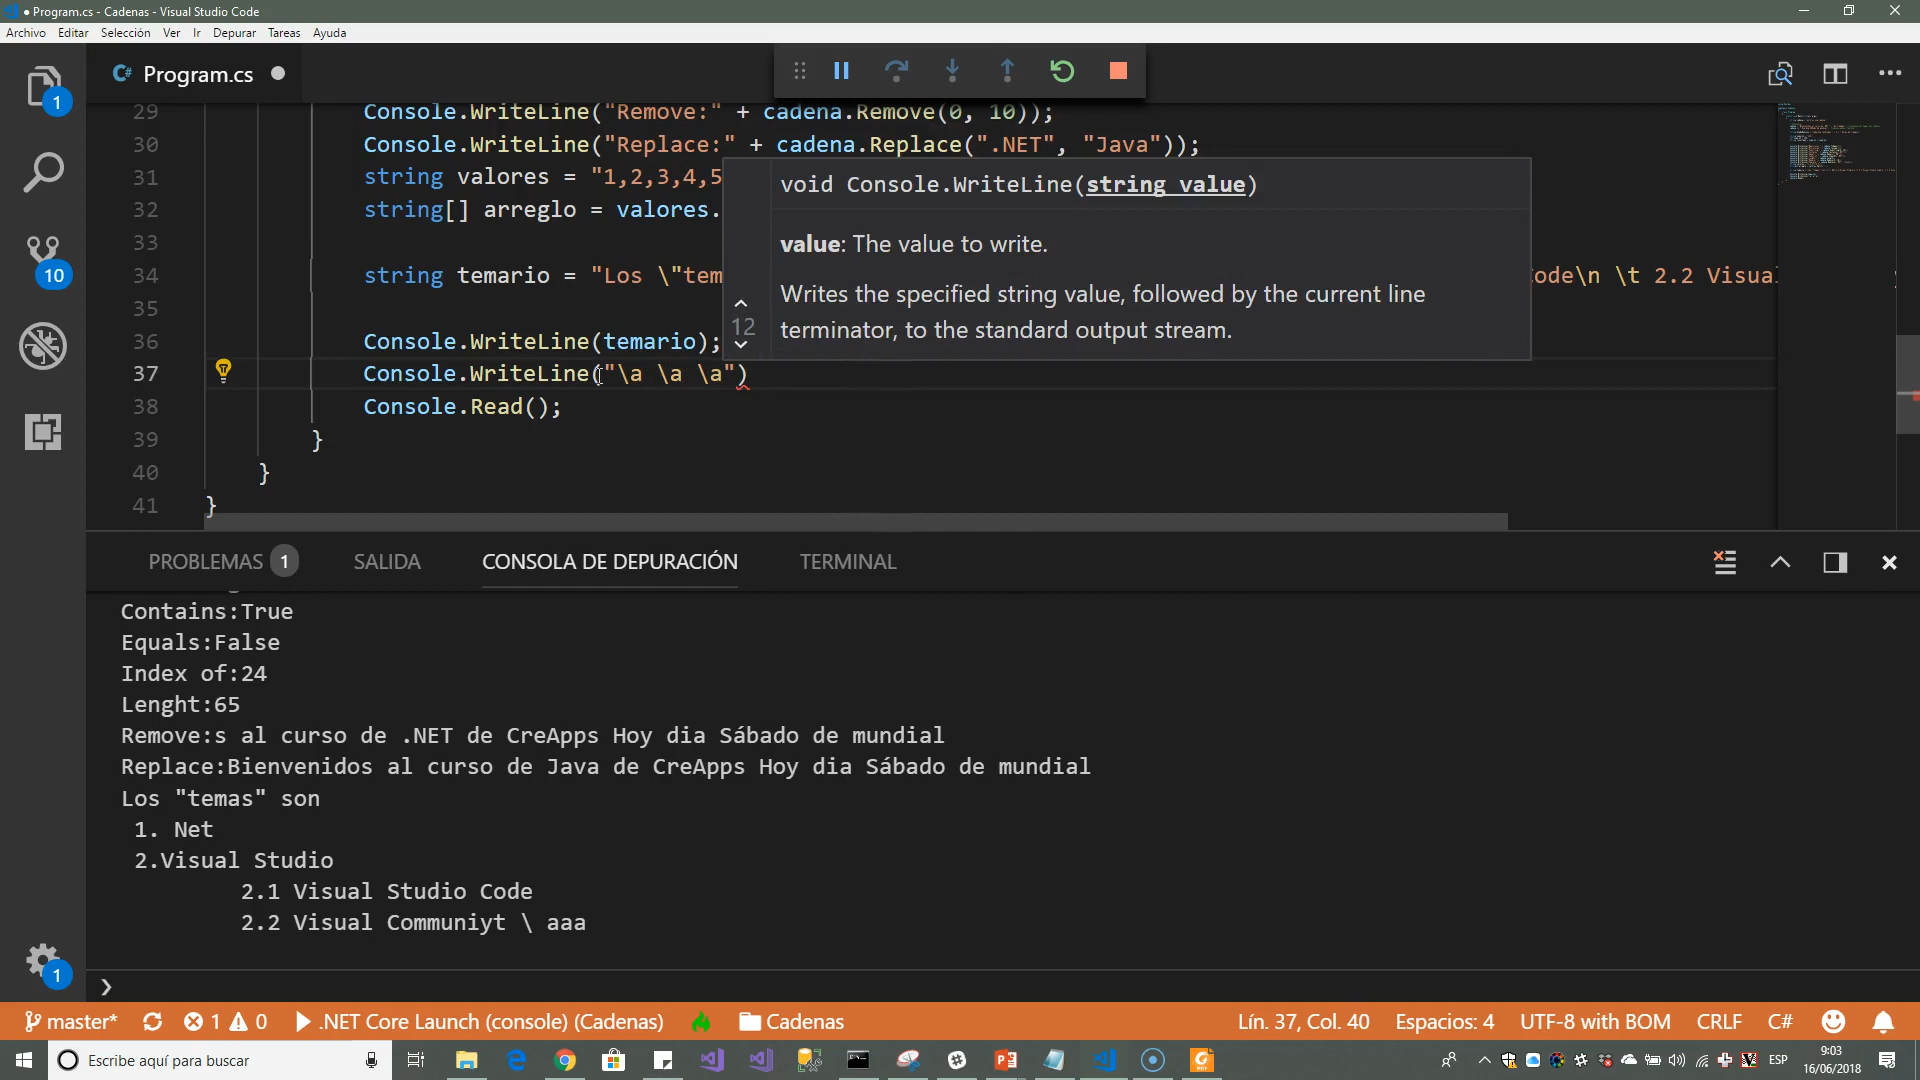 ● Program.cs - Cadenas - Visual Studio Code
Archivo Editar Selección Ver Ir Depurar Tareas Ayuda
1
C# Program.cs
29 Console.WriteLine("Remove:" + cadena.Remove(0, 10));
30 Console.WriteLine("Replace:" + cadena.Replace(".NET", "Java"));
31 string valores = "1,2,3,4,5
32 string[] arreglo = valores.
33
34 string temario = "Los \"tem ode\n \t 2.2 Visual
35
36 Console.WriteLine(temario);
37 Console.WriteLine("\a \a \a")
38 Console.Read();
39 }
40 }
41 }
void Console.WriteLine(string value)
value: The value to write.
12
Writes the specified string value, followed by the current line
terminator, to the standard output stream.
10
PROBLEMAS 1 SALIDA CONSOLA DE DEPURACIÓN TERMINAL
Contains:True
Equals:False
Index of:24
Lenght:65
Remove:s al curso de .NET de CreApps Hoy dia Sábado de mundial
Replace:Bienvenidos al curso de Java de CreApps Hoy dia Sábado de mundial
Los "temas" son
1. Net
2.Visual Studio
2.1 Visual Studio Code
2.2 Visual Communiyt \ aaa
1
❯
master* 1 0 .NET Core Launch (console) (Cadenas) Cadenas Lín. 37, Col. 40 Espacios: 4 UTF-8 with BOM CRLF C#
Escribe aquí para buscar ESP 9:03
16/06/2018